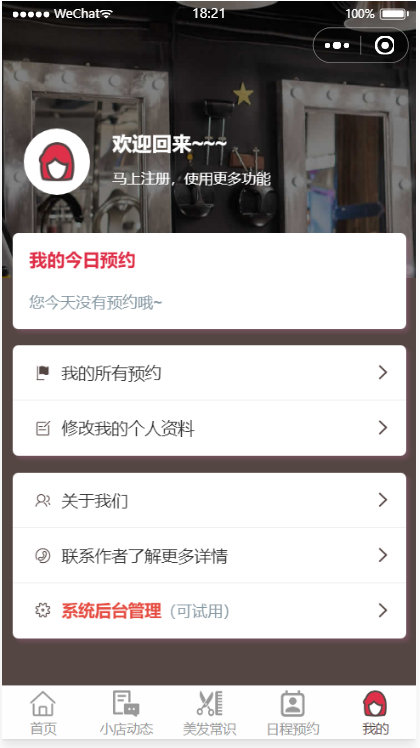 WeChat
18:21
100%
欢迎回来~~~
马上注册，使用更多功能
我的今日预约
您今天没有预约哦~
我的所有预约
修改我的个人资料
关于我们
联系作者了解更多详情
系统后台管理（可试用）
首页
小店动态
美发常识
日程预约
我的